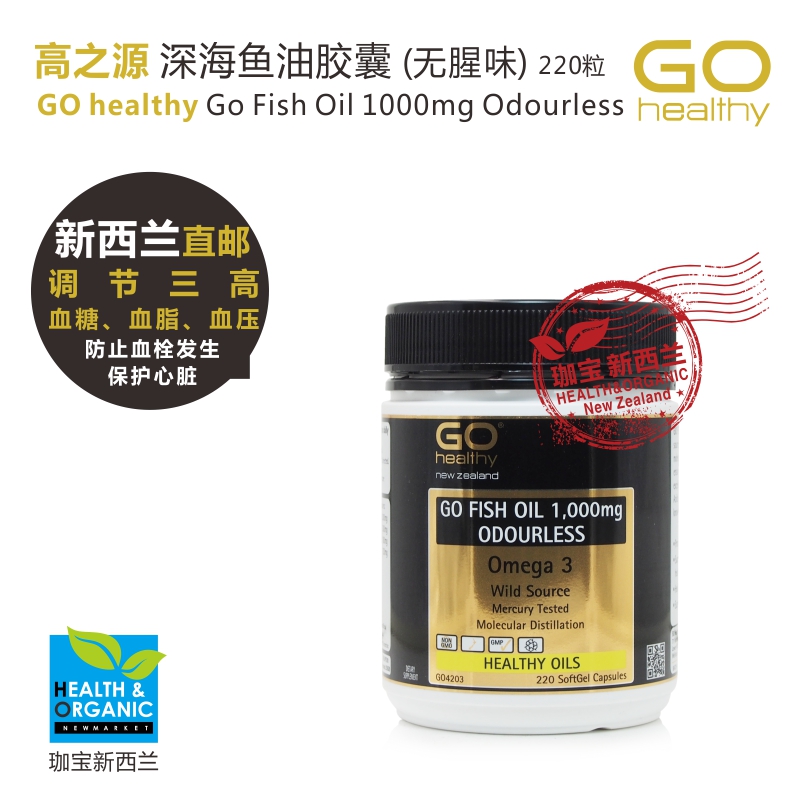 高之源 深海鱼油胶囊 (无腥味) 220粒
GO healthy Go Fish Oil 1000mg Odourless
GO
healthy
新西兰直邮
调节三高
血糖、血脂、血压
防止血栓发生
保护心脏
珈宝新西兰
HEALTH&ORGANIC
New Zealand
GO®
healthy
new zealand
GO FISH OIL 1,000mg
ODOURLESS
Omega 3
Wild Source
Mercury Tested
Molecular Distillation
NON GMO
GMP
HEALTHY OILS
DIETARY SUPPLEMENT
GO4203
220 SoftGel Capsules
HEALTH &
ORGANIC
NEWMARKET
珈宝新西兰